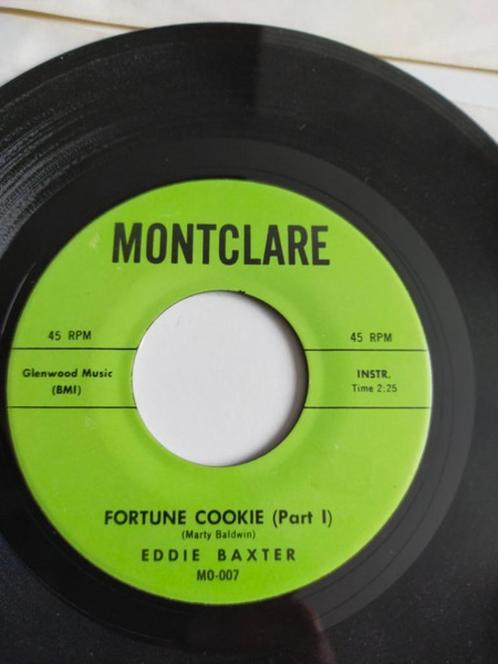 MONTCLARE
45 RPM
45 RPM
Glenwood Music
(BMI)
INSTR.
Time 2:25
FORTUNE COOKIE (Part I)
(Marty Baldwin)
EDDIE BAXTER
MO-007